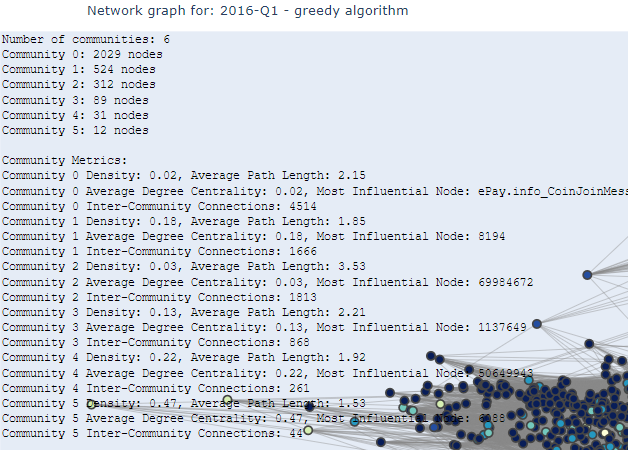 Network graph for: 2016-Q1 - greedy algorithm
Number of communities: 6
Community 0: 2029 nodes
Community 1: 524 nodes
Community 2: 312 nodes
Community 3: 89 nodes
Community 4: 31 nodes
Community 5: 12 nodes
Community Metrics:
Community 0 Density: 0.02, Average Path Length: 2.15
Community 0 Average Degree Centrality: 0.02, Most Influential Node: ePay.info_CoinJoinMess
Community 0 Inter-Community Connections: 4514
Community 1 Density: 0.18, Average Path Length: 1.85
Community 1 Average Degree Centrality: 0.18, Most Influential Node: 8194
Community 1 Inter-Community Connections: 1666
Community 2 Density: 0.03, Average Path Length: 3.53
Community 2 Average Degree Centrality: 0.03, Most Influential Node: 69984672
Community 2 Inter-Community Connections: 1813
Community 3 Density: 0.13, Average Path Length: 2.21
Community 3 Average Degree Centrality: 0.13, Most Influential Node: 1137649
Community 3 Inter-Community Connections: 868
Community 4 Density: 0.22, Average Path Length: 1.92
Community 4 Average Degree Centrality: 0.22, Most Influential Node: 50649943
Community 4 Inter-Community Connections: 261
Community 5 Density: 0.47, Average Path Length: 1.53
Community 5 Average Degree Centrality: 0.47, Most Influential Node:
Community 5 Inter-Community Connections: 44